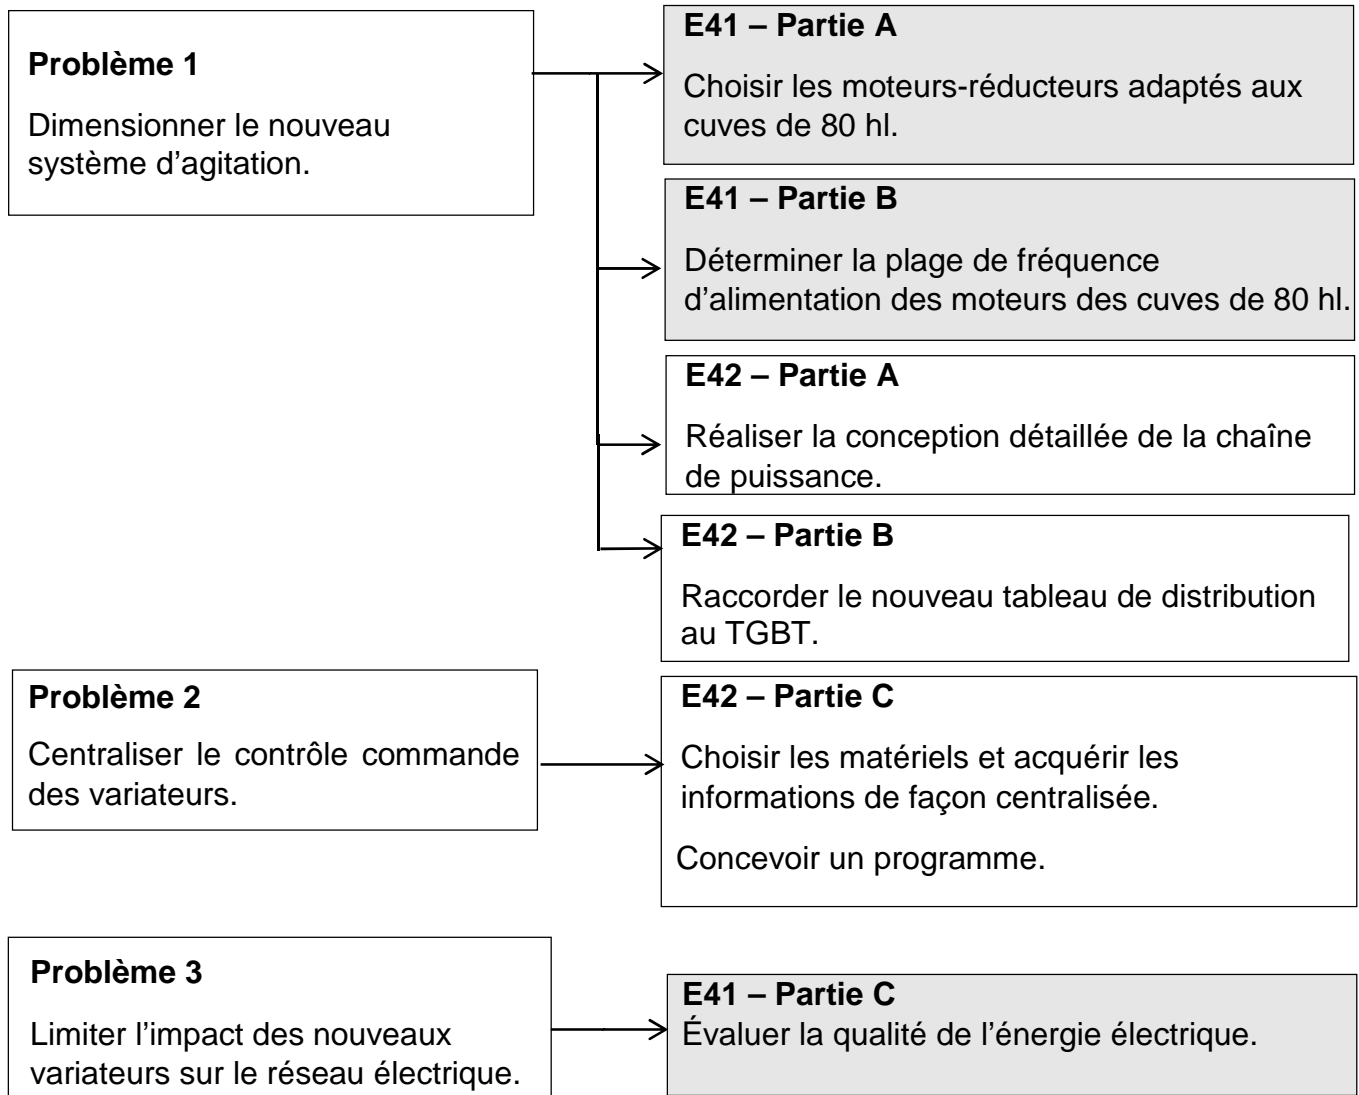 Problème 1
Dimensionner le nouveau
système d’agitation.
E41 – Partie A
Choisir les moteurs-réducteurs adaptés aux
cuves de 80 hl.
E41 – Partie B
Déterminer la plage de fréquence
d’alimentation des moteurs des cuves de 80 hl.
E42 – Partie A
Réaliser la conception détaillée de la chaîne
de puissance.
E42 – Partie B
Raccorder le nouveau tableau de distribution
au TGBT.
Problème 2
Centraliser le contrôle commande
des variateurs.
E42 – Partie C
Choisir les matériels et acquérir les
informations de façon centralisée.
Concevoir un programme.
Problème 3
Limiter l’impact des nouveaux
variateurs sur le réseau électrique.
E41 – Partie C
Évaluer la qualité de l’énergie électrique.